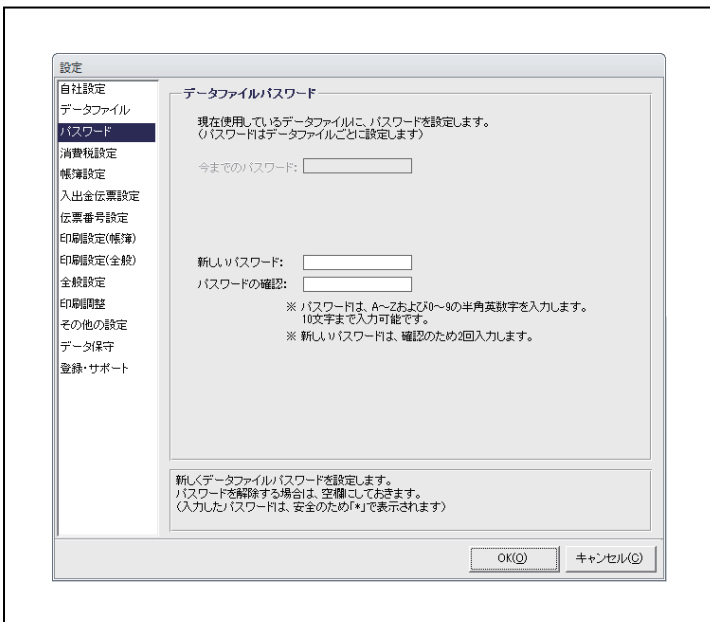 設定
自社設定
データファイル
パスワード
消費税設定
帳簿設定
入出金伝票設定
伝票番号設定
印刷設定(帳簿)
印刷設定(全般)
全般設定
印刷調整
その他の設定
データ保守
登録・サポート
データファイルパスワード
現在使用しているデータファイルに、パスワードを設定します。
(パスワードはデータファイルごとに設定します)
今までのパスワード:
新しいパスワード:
パスワードの確認:
※ パスワードは、A～Zおよび0～9の半角英数字を入力します。
10文字まで入力可能です。
※ 新しいパスワードは、確認のため2回入力します。
新しくデータファイルパスワードを設定します。
パスワードを解除する場合は、空欄にしておきます。
(入力したパスワードは、安全のため「*」で表示されます)
OK(O) キャンセル(C)